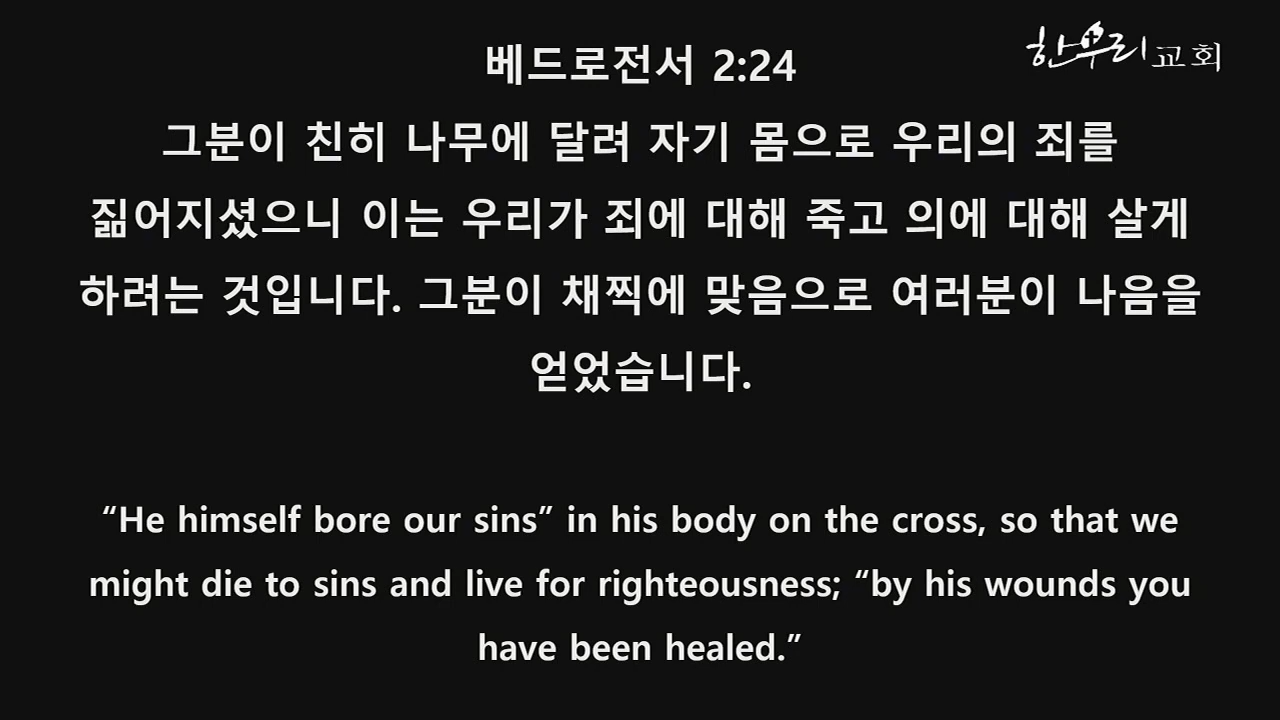 한우리교회
베드로전서 2:24
그분이 친히 나무에 달려 자기 몸으로 우리의 죄를
짊어지셨으니 이는 우리가 죄에 대해 죽고 의에 대해 살게
하려는 것입니다. 그분이 채찍에 맞음으로 여러분이 나음을
얻었습니다.
“He himself bore our sins” in his body on the cross, so that we
might die to sins and live for righteousness; “by his wounds you
have been healed.”